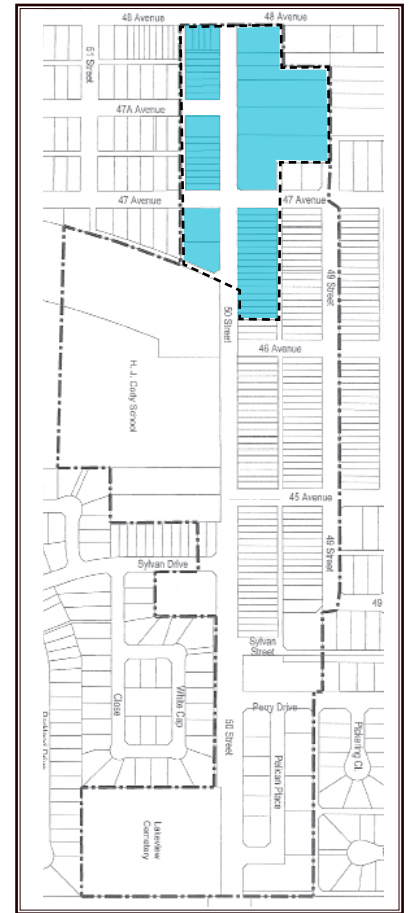 48 Avenue
48 Avenue
51 Street
47A Avenue
47 Avenue
47 Avenue
49 Street
50 Street
46 Avenue
H. J. Cody School
45 Avenue
49 Street
Sylvan Drive
49
Sylvan
Street
Close
White Cap
Perry Drive
50 Street
Pelican Place
Pickering Cl.
Lakeview
Cemetery